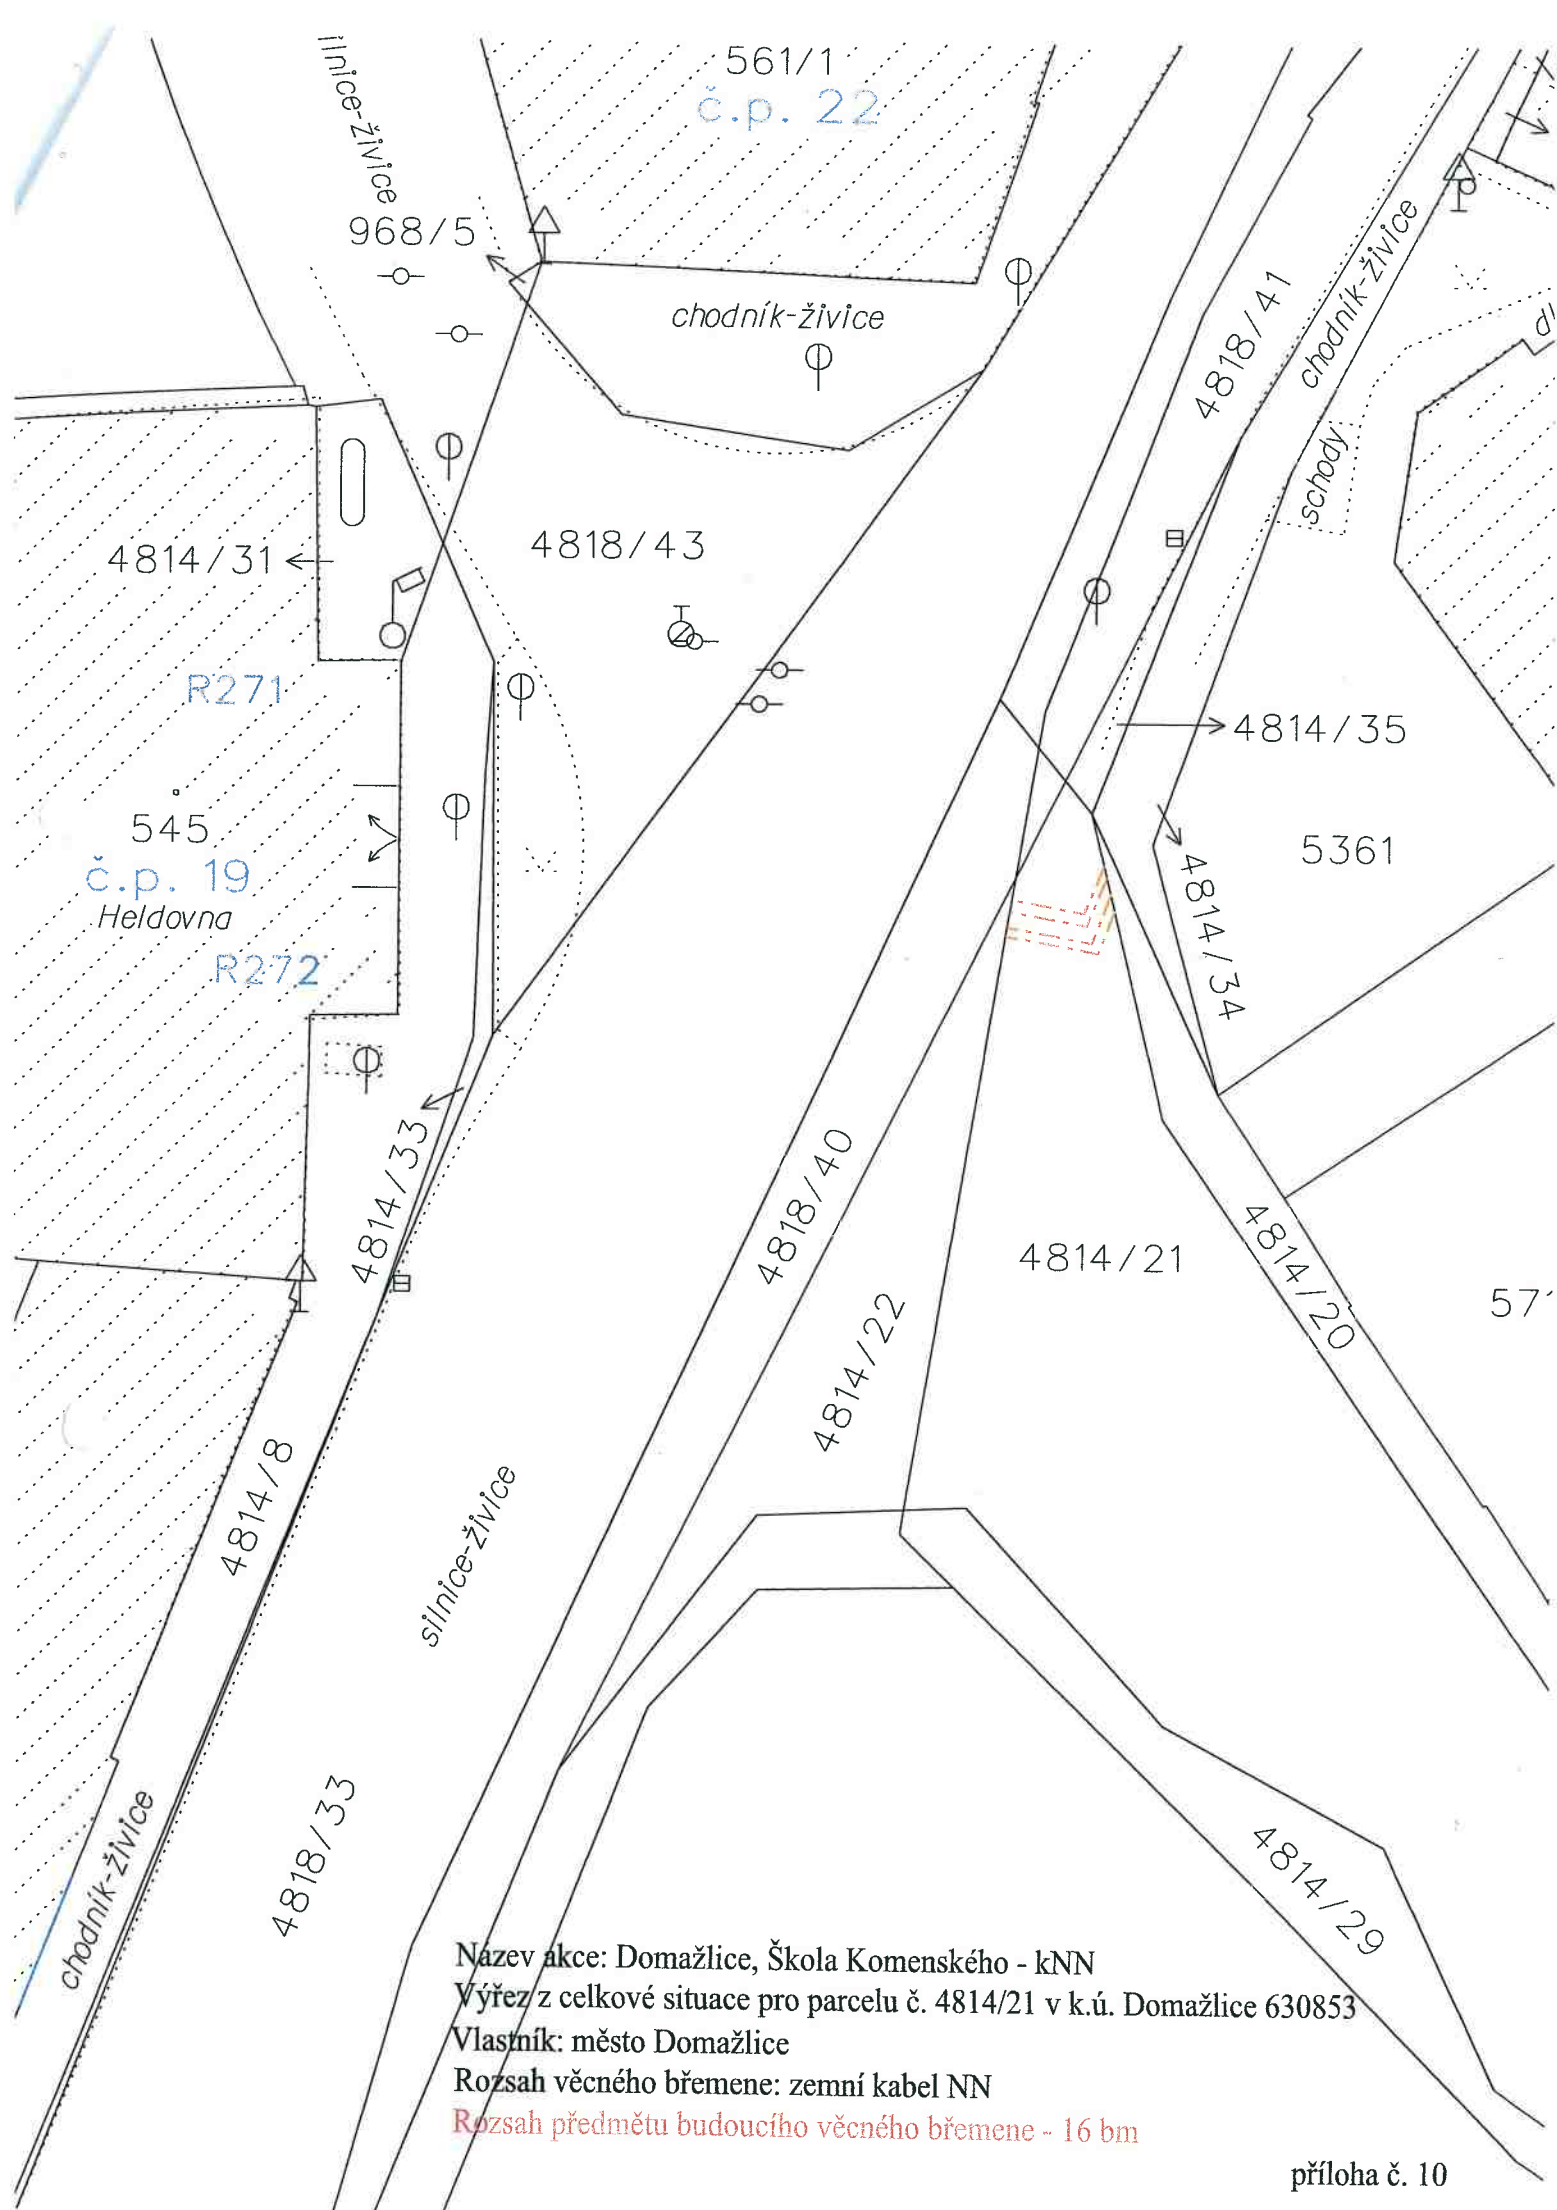 561/1
č.p. 22
ilnice-živice
968/5
chodník-živice
4818/41
chodník-živice
schody
4814/31
4818/43
R271
4814/35
545
č.p. 19
Heldovna
5361
4814/34
R272
4814/33
4818/40
4814/21
4814/20
4814/22
4814/8
silnice-živice
chodník-živice
4818/33
4814/29
Název akce: Domažlice, Škola Komenského - kNN
Výřez z celkové situace pro parcelu č. 4814/21 v k.ú. Domažlice 630853
Vlastník: město Domažlice
Rozsah věcného břemene: zemní kabel NN
Rozsah předmětu budoucího věcného břemene - 16 bm
příloha č. 10